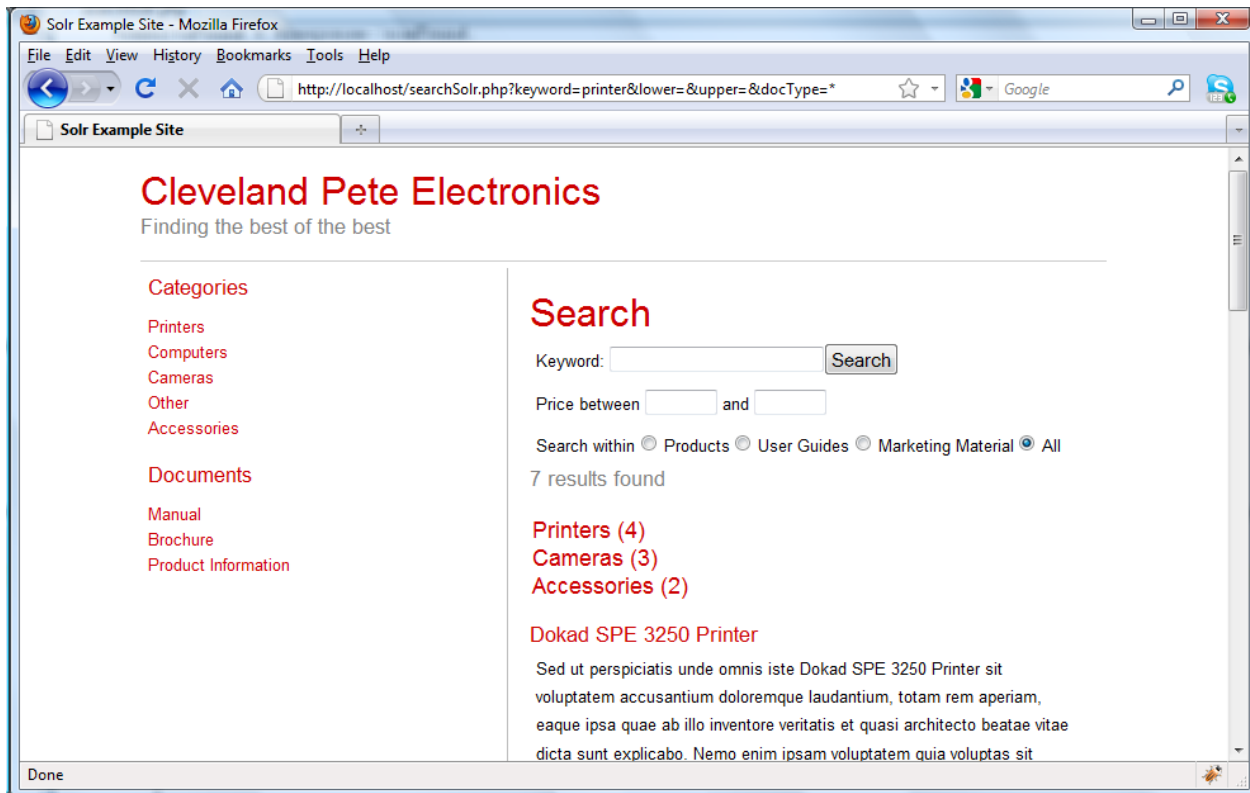 Solr Example Site - Mozilla Firefox
File Edit View History Bookmarks Tools Help
http://localhost/searchSolr.php?keyword=printer&lower=&upper=&docType=*
Google
Solr Example Site
Cleveland Pete Electronics
Finding the best of the best
Categories
Printers
Computers
Cameras
Other
Accessories
Documents
Manual
Brochure
Product Information
Search
Keyword: Search
Price between and
Search within Products User Guides Marketing Material All
7 results found
Printers (4)
Cameras (3)
Accessories (2)
Dokad SPE 3250 Printer
Sed ut perspiciatis unde omnis iste Dokad SPE 3250 Printer sit
voluptatem accusantium doloremque laudantium, totam rem aperiam,
eaque ipsa quae ab illo inventore veritatis et quasi architecto beatae vitae
dicta sunt explicabo. Nemo enim ipsam voluptatem quia voluptas sit
Done